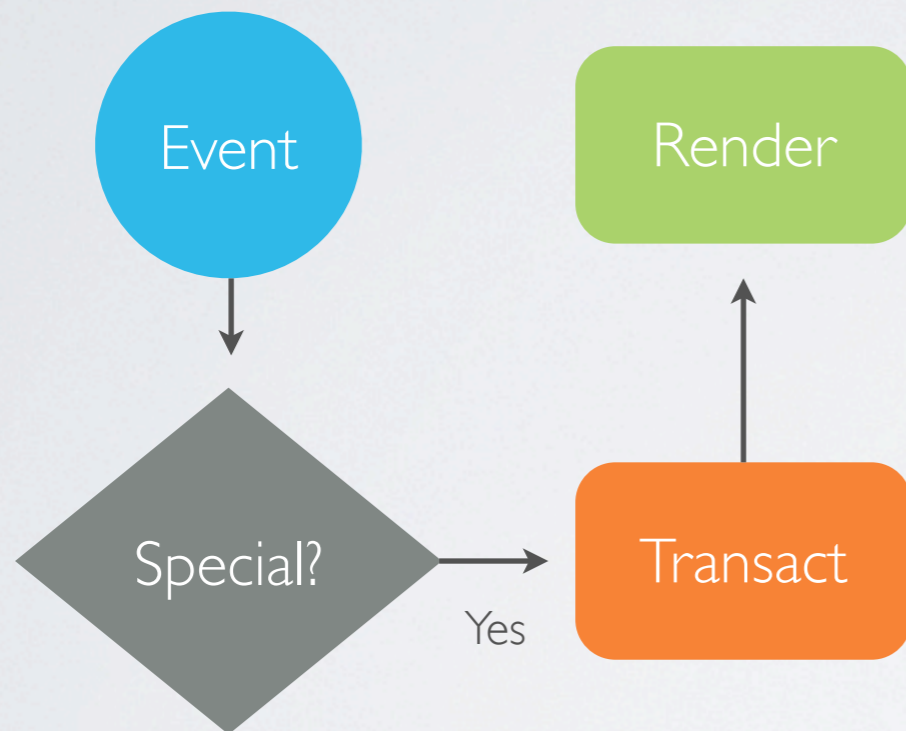 Event
Render
Special?
Yes
Transact